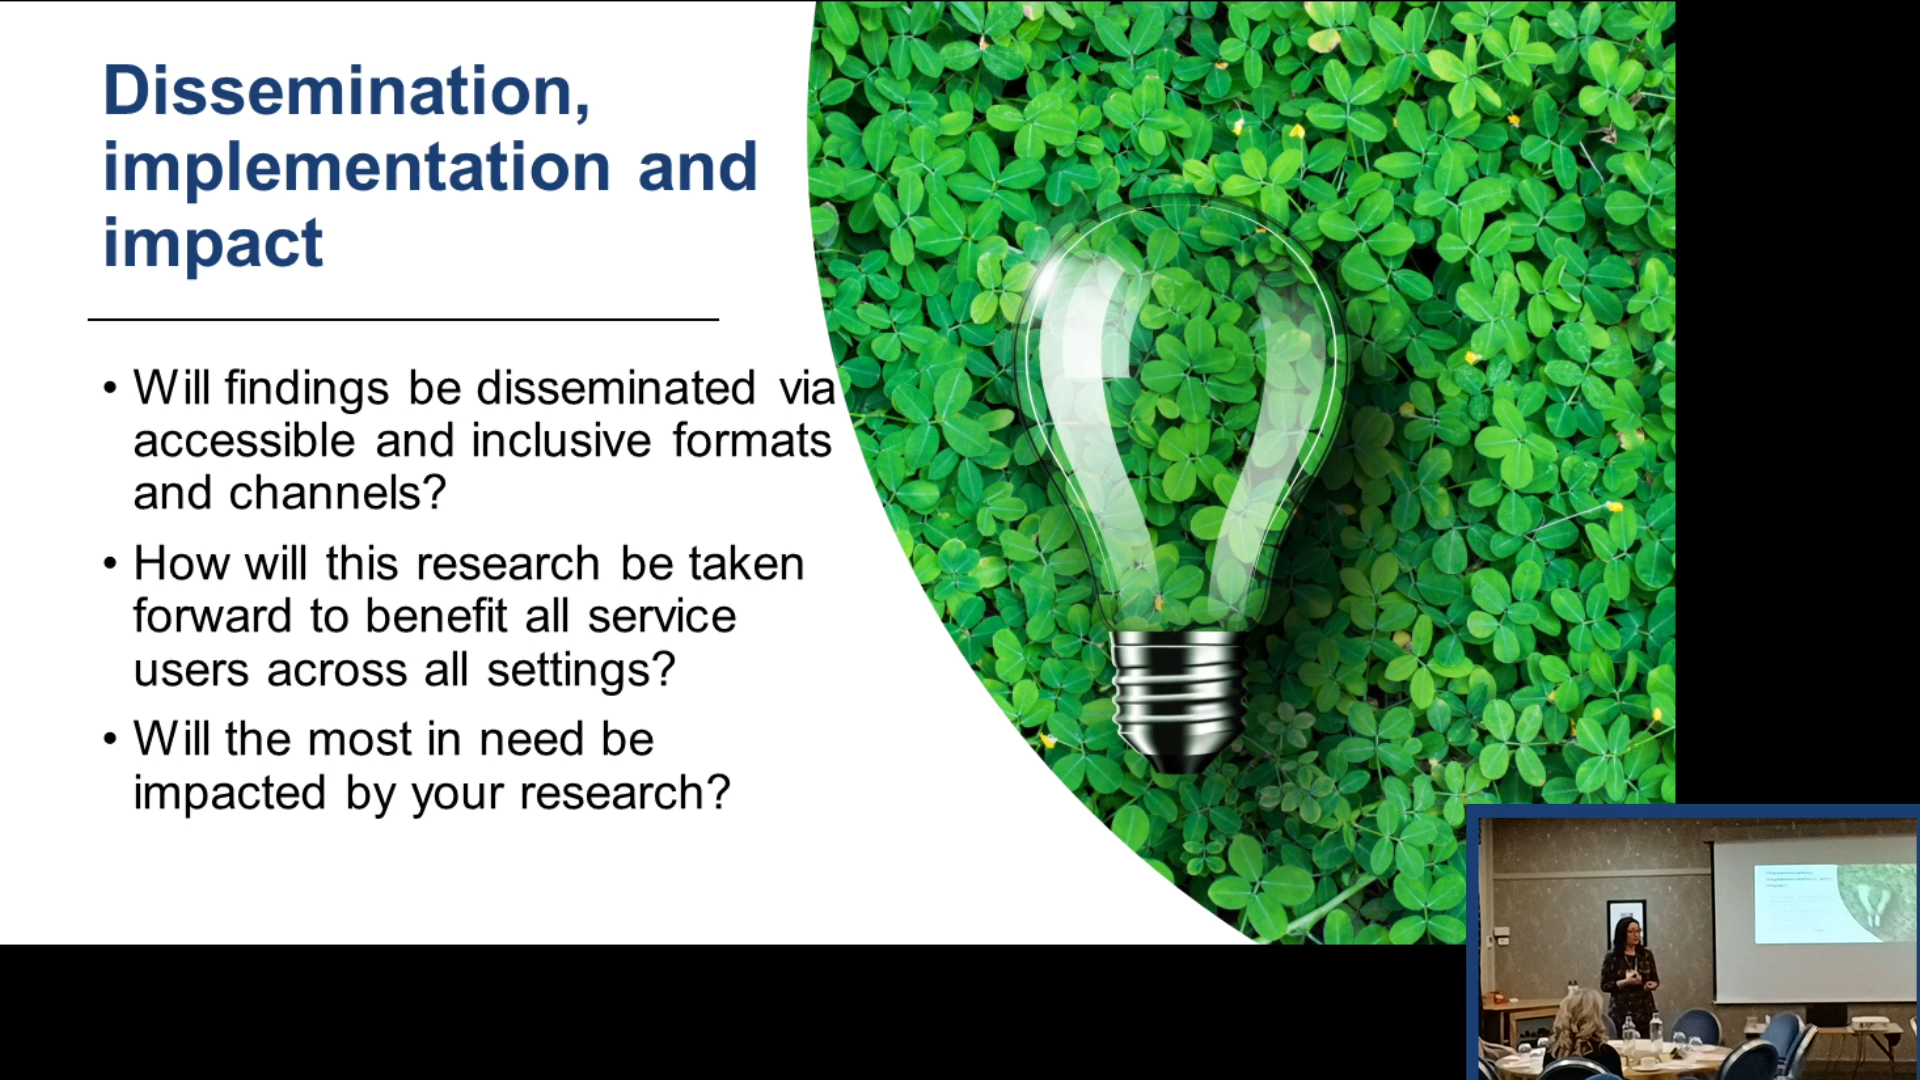 Dissemination,
implementation and
impact
• Will findings be disseminated via
accessible and inclusive formats
and channels?
• How will this research be taken
forward to benefit all service
users across all settings?
• Will the most in need be
impacted by your research?